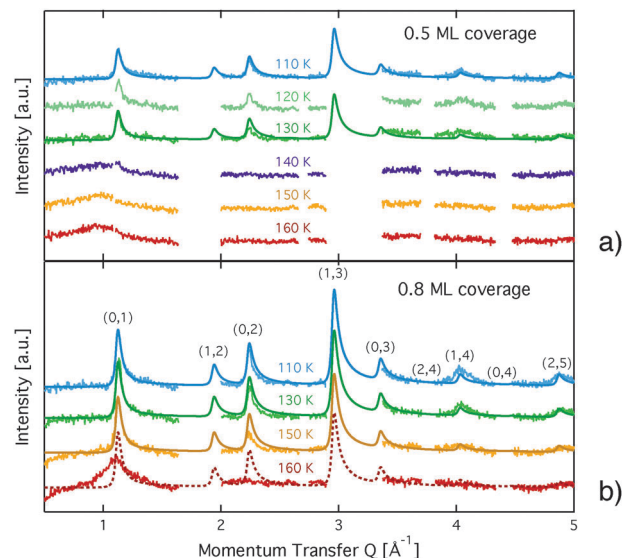 0.5 ML coverage
110 K
120 K
130 K
140 K
150 K
160 K
Intensity [a.u.]
a)
0.8 ML coverage
(0,1)
(1,2)
(0,2)
(1,3)
(0,3)
(2,4)
(1,4)
(0,4)
(2,5)
110 K
130 K
150 K
160 K
Intensity [a.u.]
b)
1 2 3 4 5
Momentum Transfer Q [Å⁻¹]